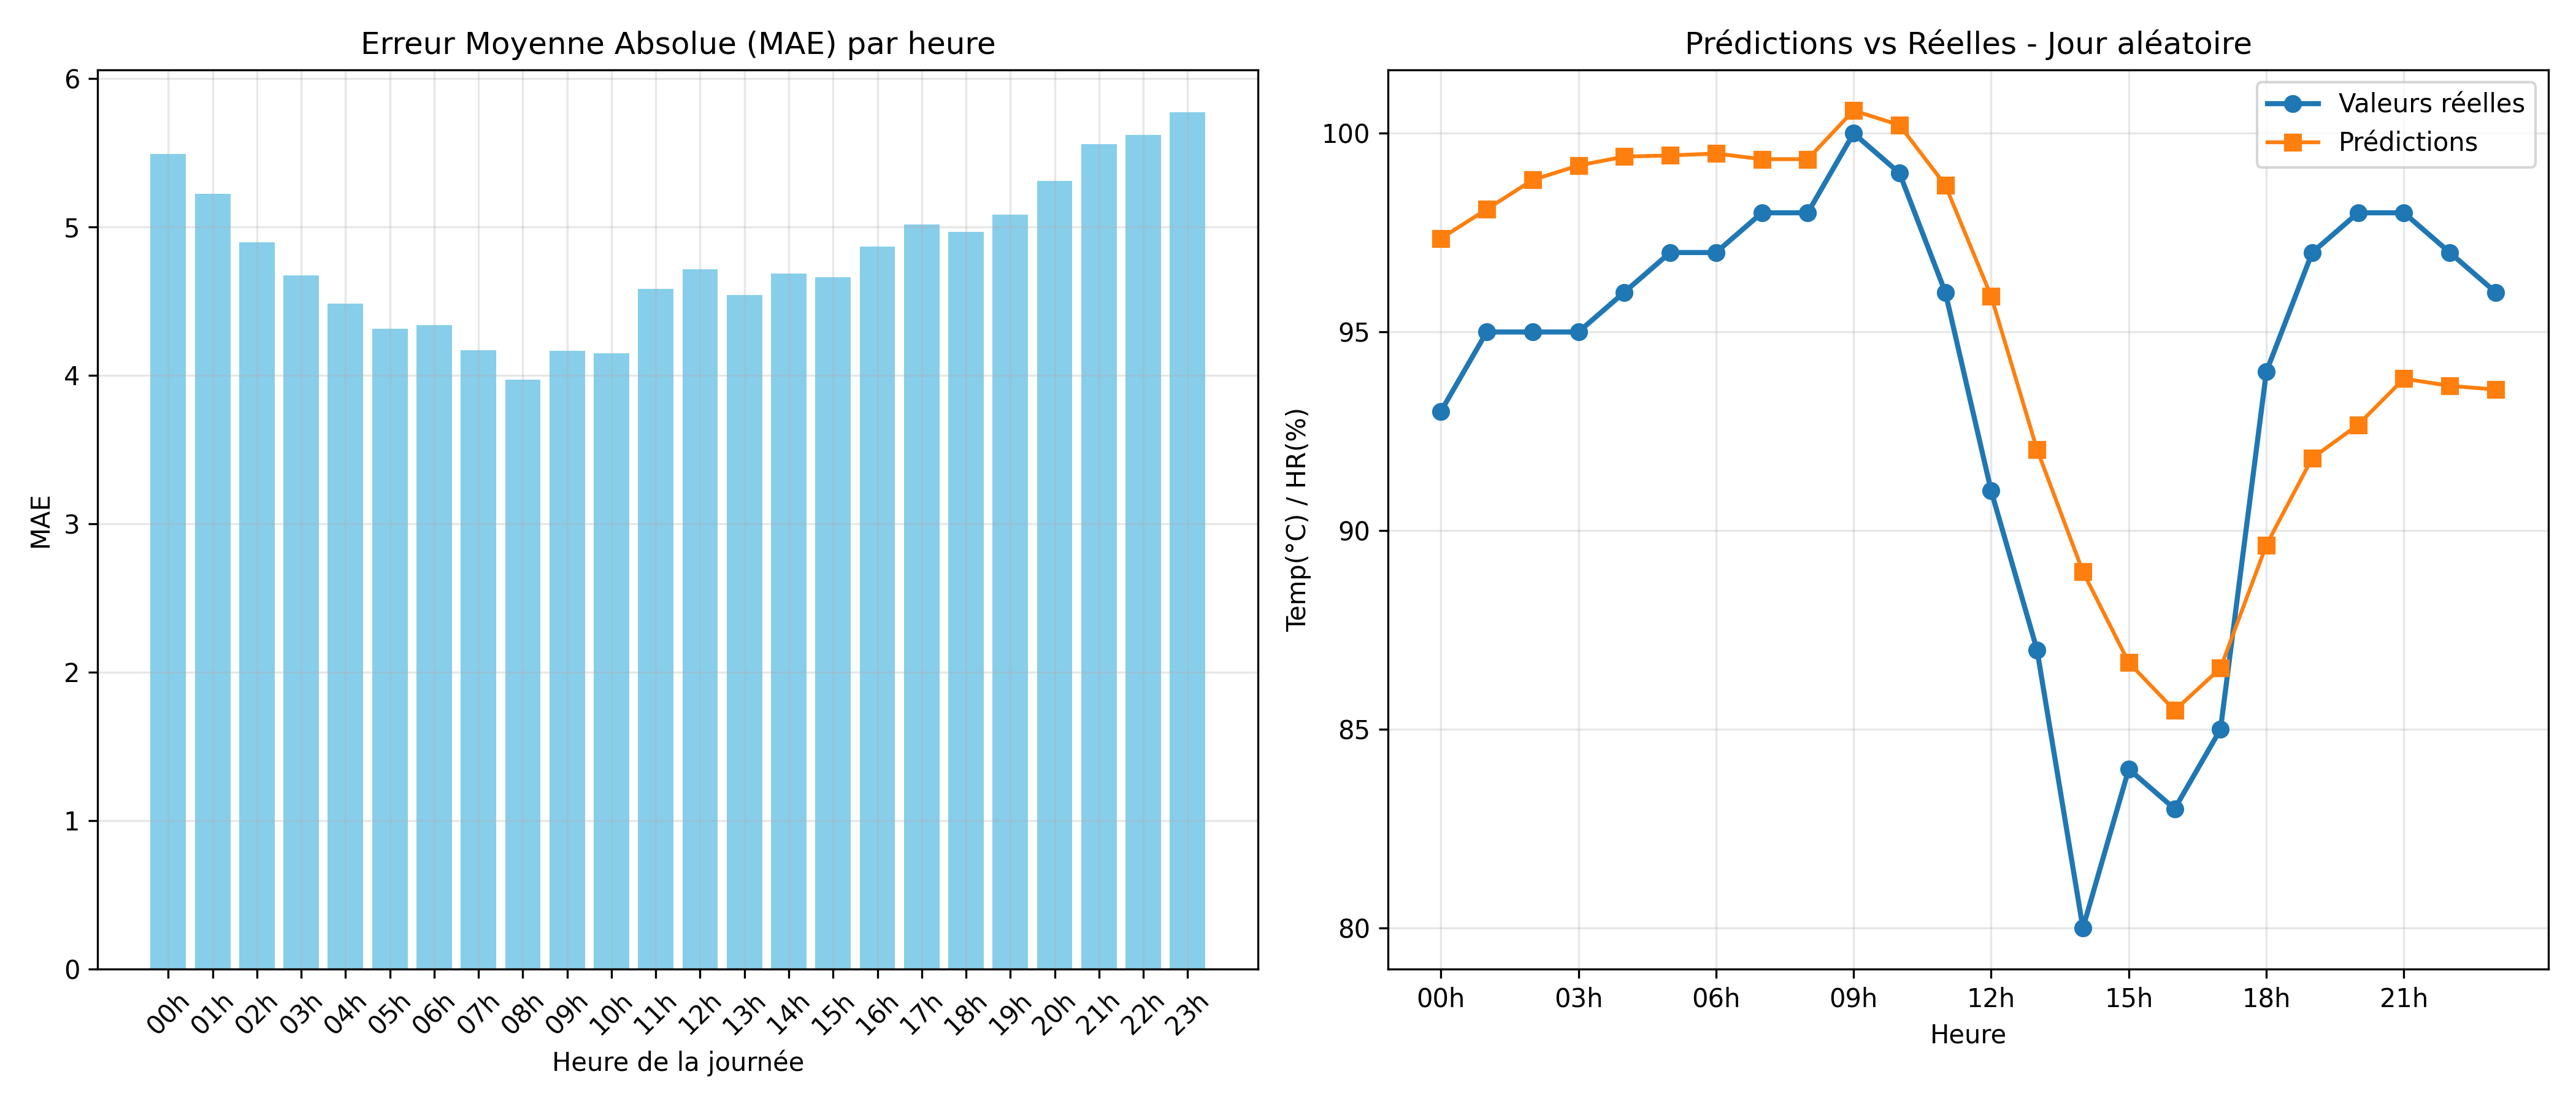 Erreur Moyenne Absolue (MAE) par heure
6
5
4
3
2
1
0
MAE
00h 01h 02h 03h 04h 05h 06h 07h 08h 09h 10h 11h 12h 13h 14h 15h 16h 17h 18h 19h 20h 21h 22h 23h
Heure de la journée
Prédictions vs Réelles - Jour aléatoire
Valeurs réelles
Prédictions
100
95
90
85
80
Temp(°C) / HR(%)
00h 03h 06h 09h 12h 15h 18h 21h
Heure